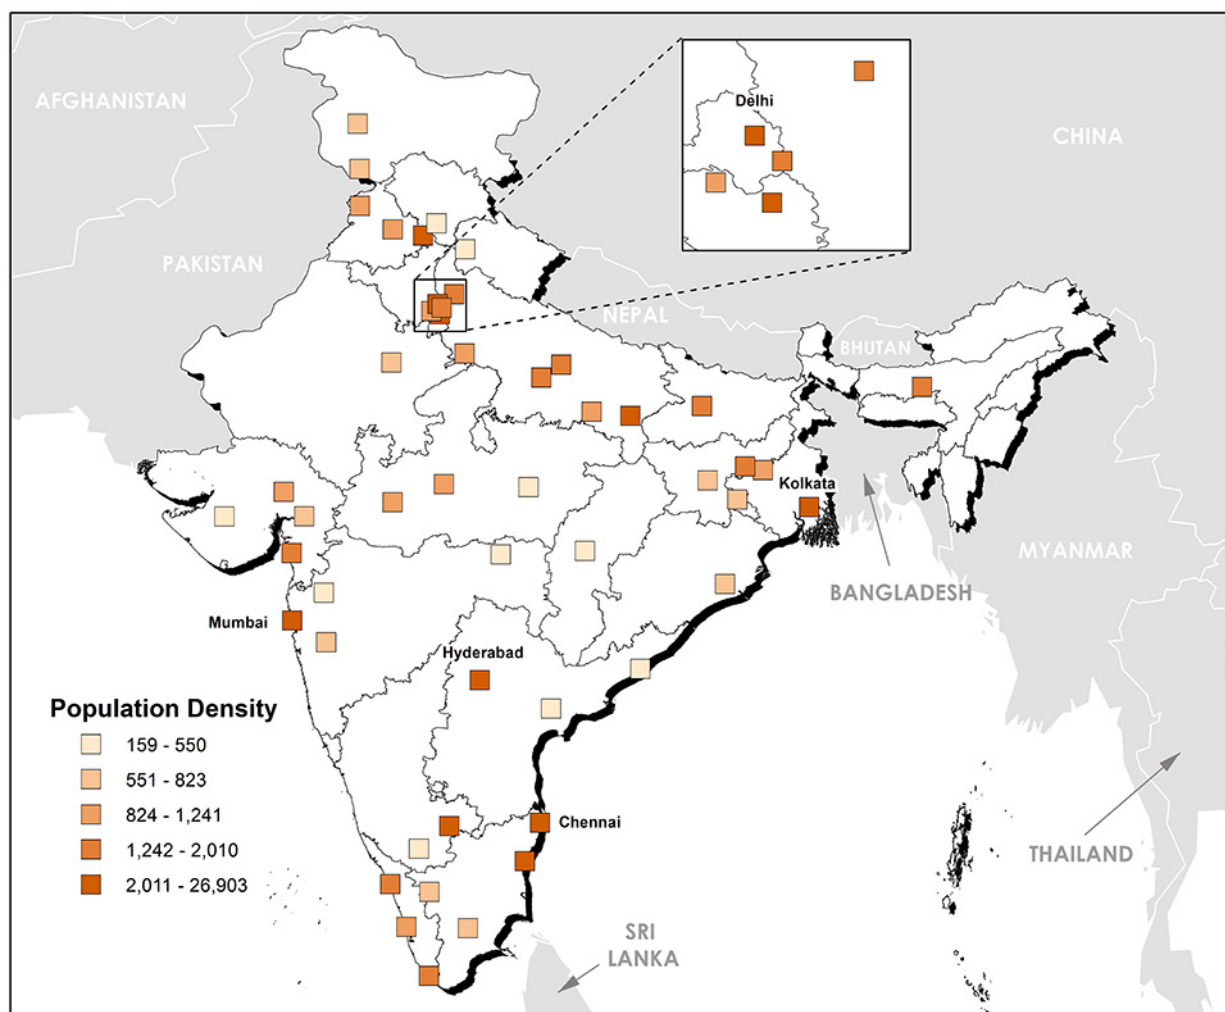 AFGHANISTAN
Delhi
CHINA
PAKISTAN
NEPAL
BHUTAN
Kolkata
MYANMAR
BANGLADESH
Mumbai
Hyderabad
Population Density
159 - 550
551 - 823
824 - 1,241
1,242 - 2,010
2,011 - 26,903
Chennai
THAILAND
SRI
LANKA